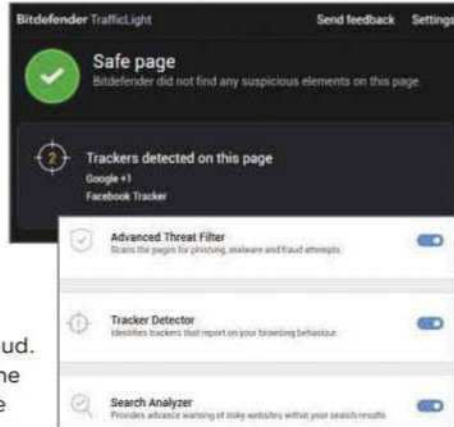 Bitdefender TrafficLight Send feedback Settings
Safe page
Bitdefender did not find any suspicious elements on this page
2
Trackers detected on this page
Google +1
Facebook Tracker
Advanced Threat Filter
Scans the pages for phishing, malware and fraud attempts.
Tracker Detector
Identifies trackers that report on your browsing behaviour.
Search Analyzer
Provides advance warning of risky websites within your search results
ud.
ne
e